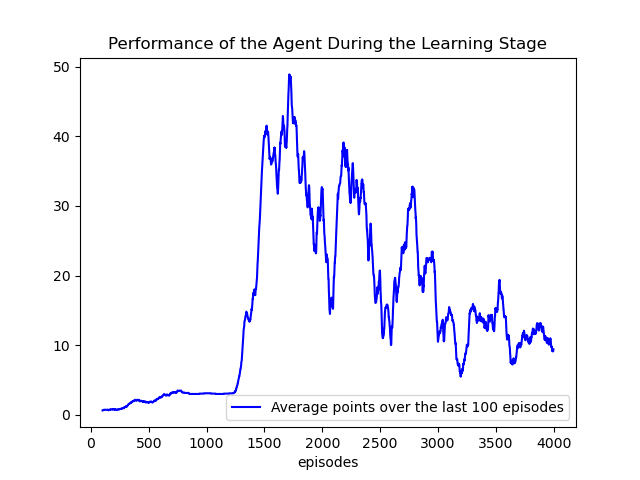 Performance of the Agent During the Learning Stage
50
40
30
20
10
0
Average points over the last 100 episodes
0 500 1000 1500 2000 2500 3000 3500 4000
episodes